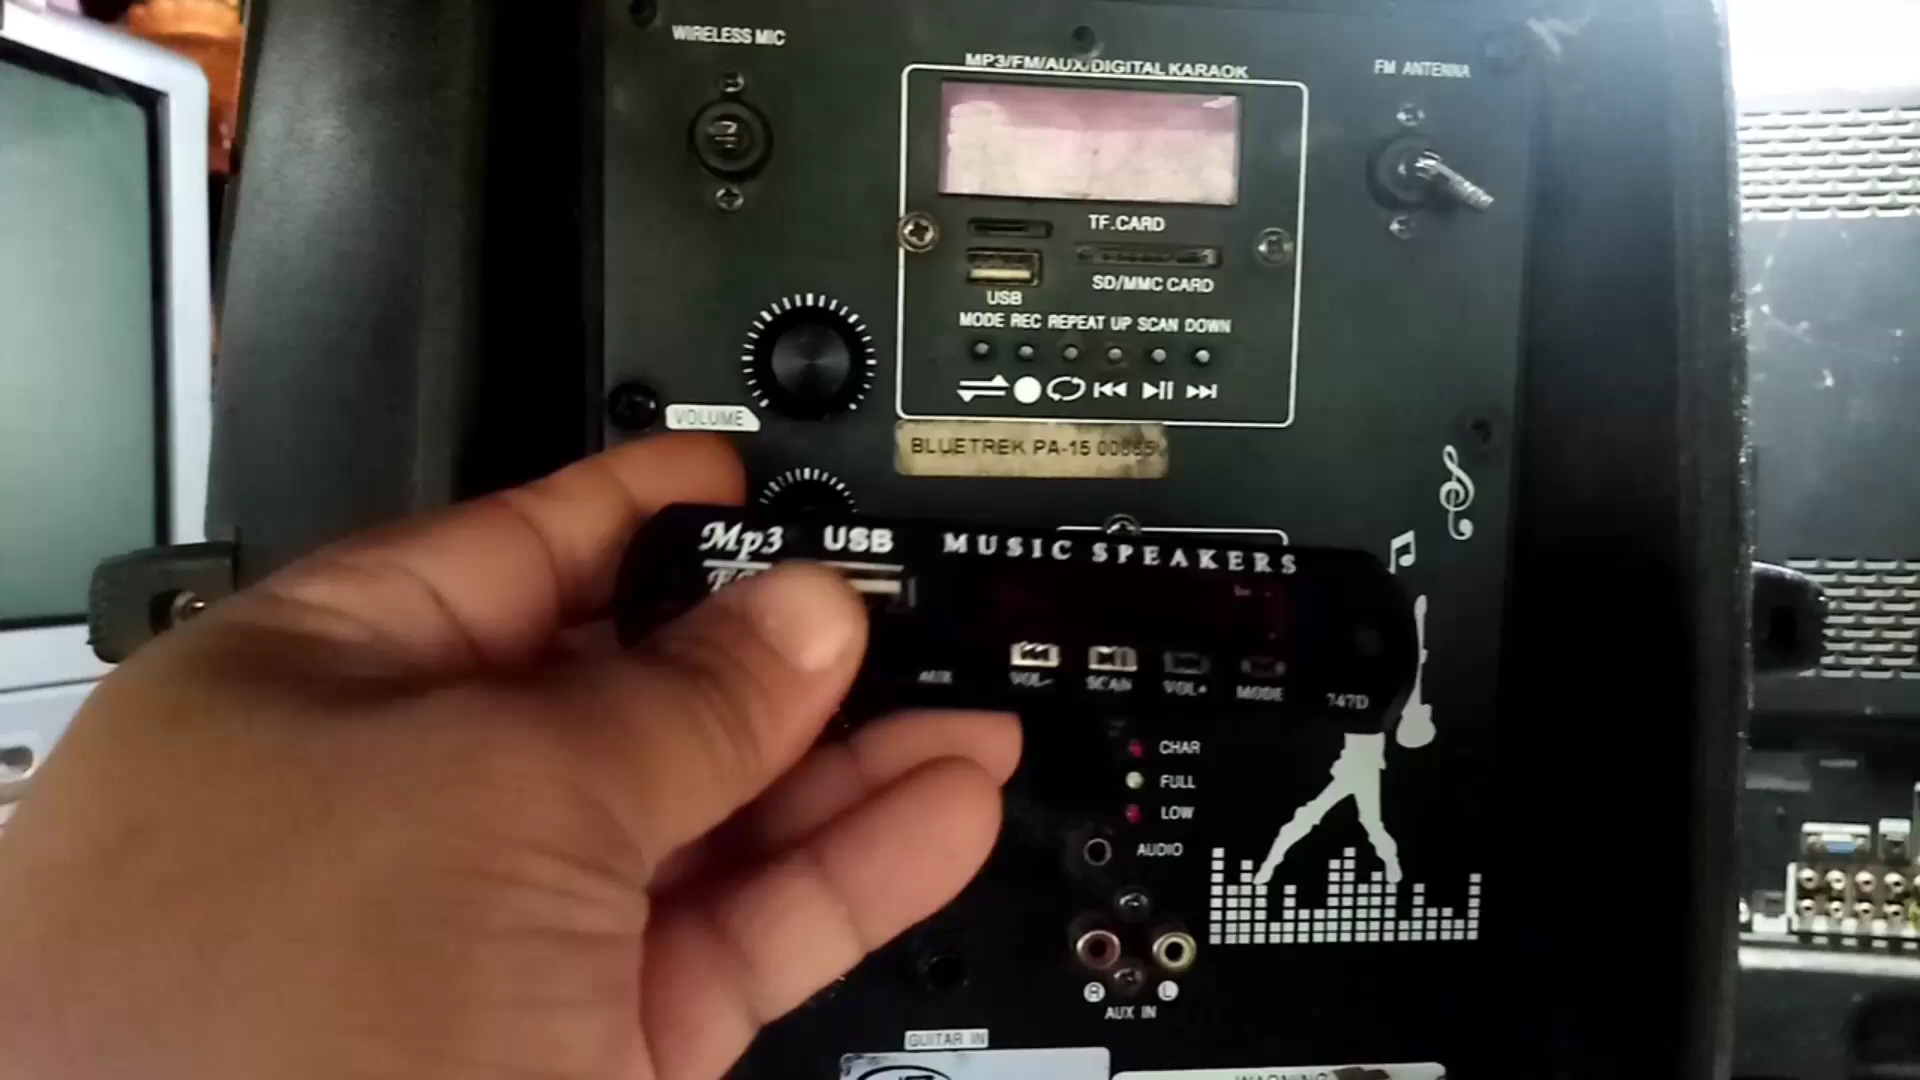 WIRELESS MIC
MP3/FM/AUX/DIGITAL KARAOK
FM ANTENNA
TF.CARD
SD/MMC CARD
USB
MODE REC REPEAT UP SCAN DOWN
VOLUME
BLUETREK PA-15
Mp3 USB MUSIC SPEAKERS
AUX VOL- SCAN VOL+ MODE 747D
CHAR
FULL
LOW
AUDIO
R L
AUX IN
GUITAR IN
WARNING